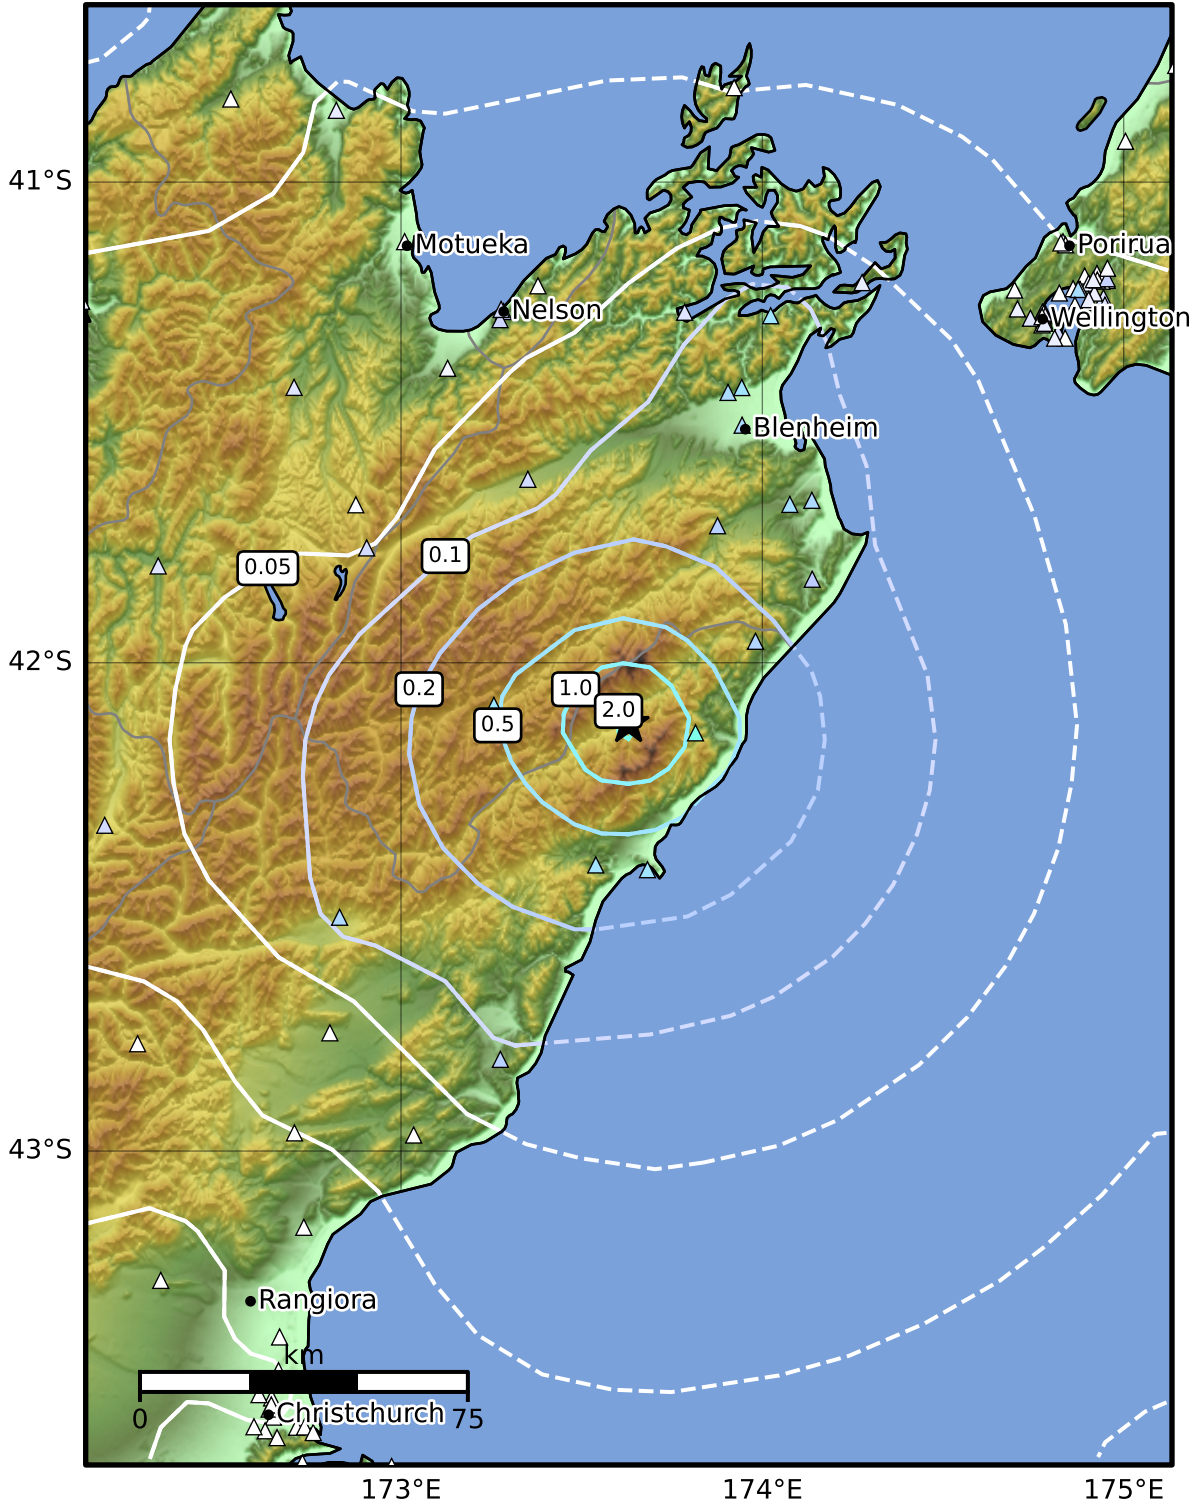 41°S
Motueka
Porirua
Nelson
Wellington
Blenheim
0.05
0.1
42°S
0.2
1.0
2.0
0.5
43°S
Rangiora
km
0
Christchurch
75
173°E
174°E
175°E